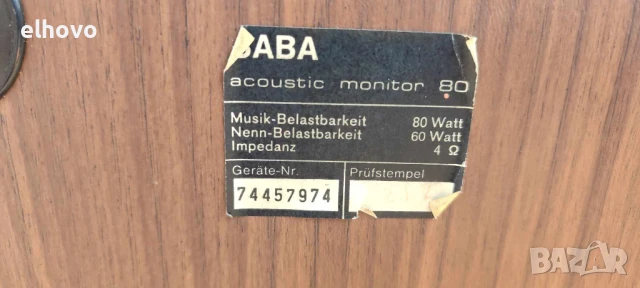 elhovo
SABA
acoustic monitor 80
Musik-Belastbarkeit 80 Watt
Nenn-Belastbarkeit 60 Watt
Impedanz 4 Ω
Geräte-Nr. Prüfstempel
74457974
BAZAR